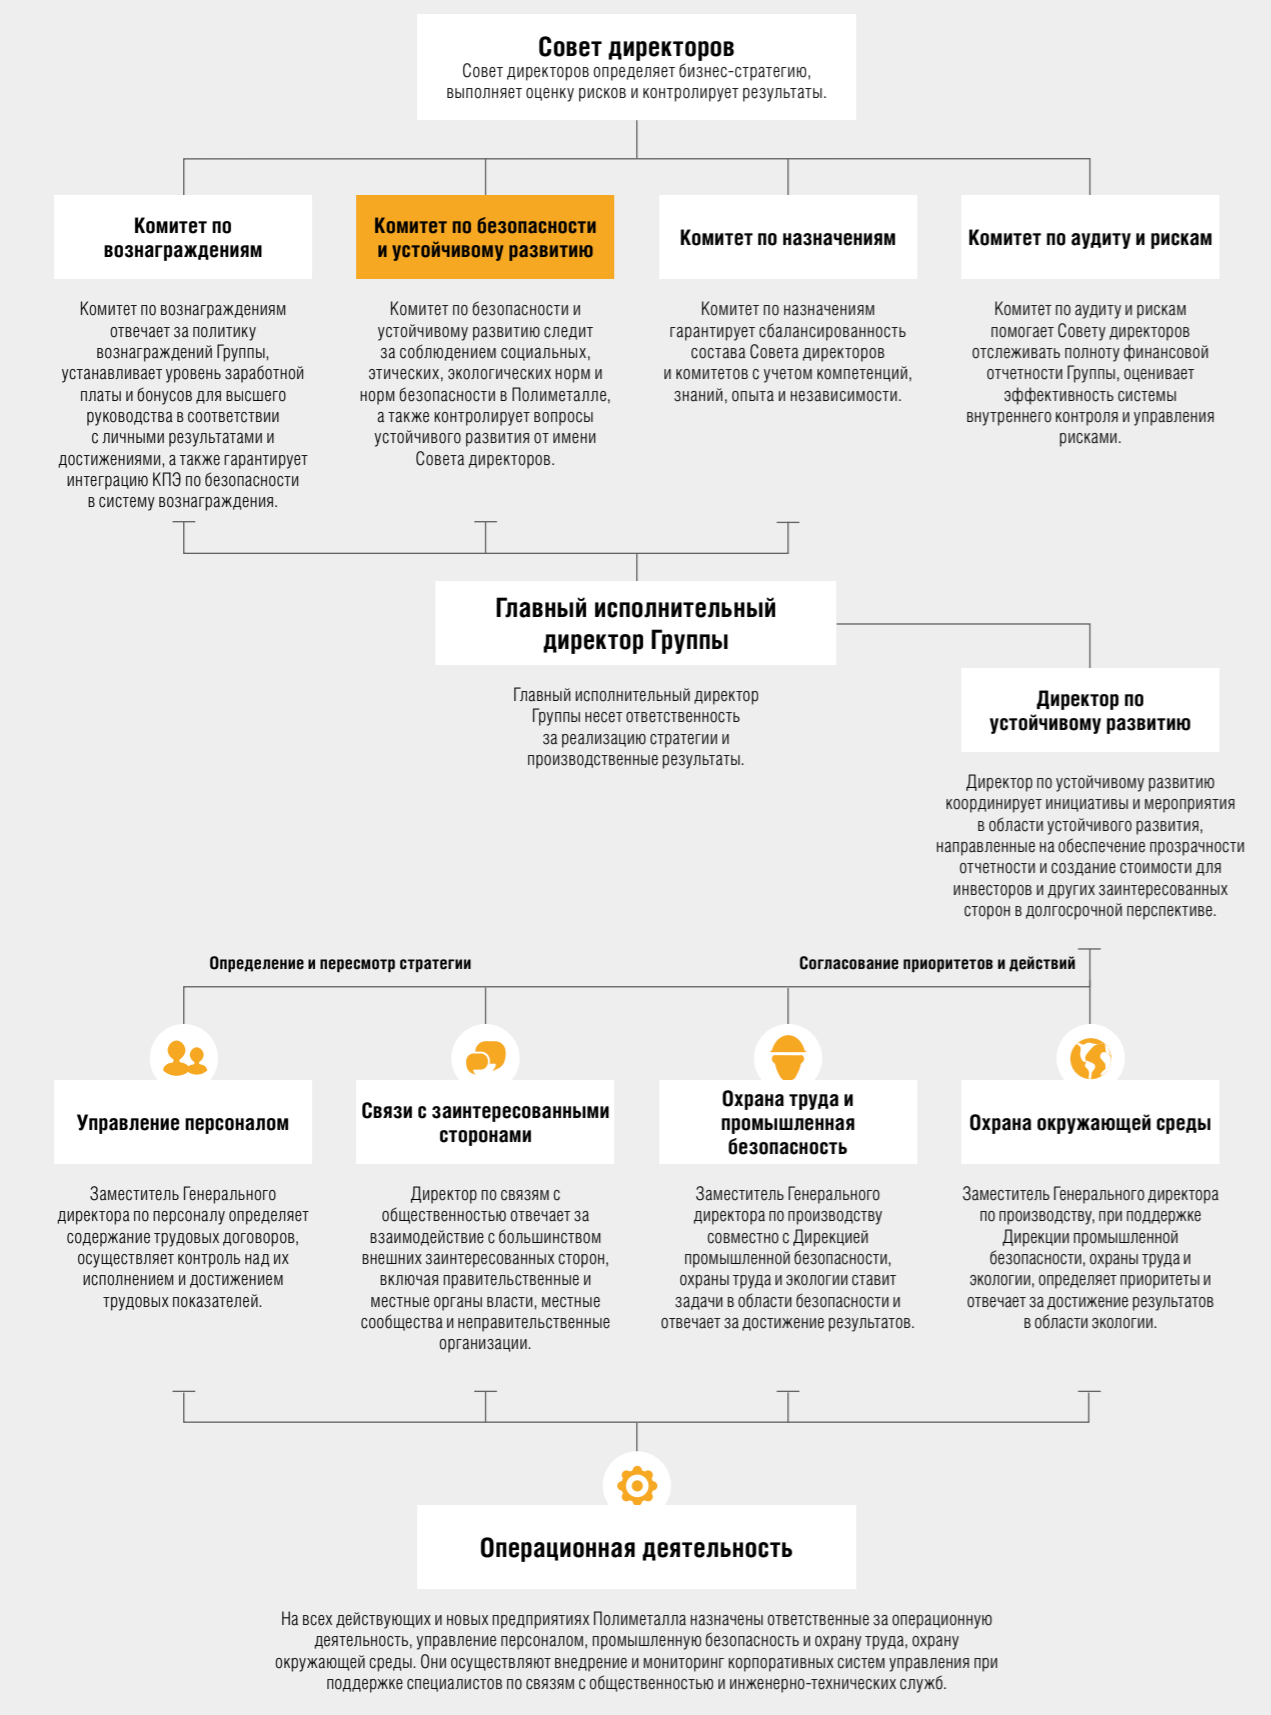 Совет директоров
Совет директоров определяет бизнес-стратегию,
выполняет оценку рисков и контролирует результаты.
Комитет по
вознаграждениям
Комитет по безопасности
и устойчивому развитию
Комитет по назначениям
Комитет по аудиту и рискам
Комитет по вознаграждениям
отвечает за политику
вознаграждений Группы,
устанавливает уровень заработной
платы и бонусов для высшего
руководства в соответствии
с личными результатами и
достижениями, а также гарантирует
интеграцию КПЭ по безопасности
в систему вознаграждения.
Комитет по безопасности и
устойчивому развитию следит
за соблюдением социальных,
этических, экологических норм и
норм безопасности в Полиметалле,
а также контролирует вопросы
устойчивого развития от имени
Совета директоров.
Комитет по назначениям
гарантирует сбалансированность
состава Совета директоров
и комитетов с учетом компетенций,
знаний, опыта и независимости.
Комитет по аудиту и рискам
помогает Совету директоров
отслеживать полноту финансовой
отчетности Группы, оценивает
эффективность системы
внутреннего контроля и управления
рисками.
Главный исполнительный
директор Группы
Главный исполнительный директор
Группы несет ответственность
за реализацию стратегии и
производственные результаты.
Директор по
устойчивому развитию
Директор по устойчивому развитию
координирует инициативы и мероприятия
в области устойчивого развития,
направленные на обеспечение прозрачности
отчетности и создание стоимости для
инвесторов и других заинтересованных
сторон в долгосрочной перспективе.
Определение и пересмотр стратегии
Согласование приоритетов и действий
Управление персоналом
Связи с заинтересованными
сторонами
Охрана труда и
промышленная
безопасность
Охрана окружающей среды
Заместитель Генерального
директора по персоналу определяет
содержание трудовых договоров,
осуществляет контроль над их
исполнением и достижением
трудовых показателей.
Директор по связям с
общественностью отвечает за
взаимодействие с большинством
внешних заинтересованных сторон,
включая правительственные и
местные органы власти, местные
сообщества и неправительственные
организации.
Заместитель Генерального
директора по производству
совместно с Дирекцией
промышленной безопасности,
охраны труда и экологии ставит
задачи в области безопасности и
отвечает за достижение результатов.
Заместитель Генерального директора
по производству, при поддержке
Дирекции промышленной
безопасности, охраны труда и
экологии, определяет приоритеты и
отвечает за достижение результатов
в области экологии.
Операционная деятельность
На всех действующих и новых предприятиях Полиметалла назначены ответственные за операционную
деятельность, управление персоналом, промышленную безопасность и охрану труда, охрану
окружающей среды. Они осуществляют внедрение и мониторинг корпоративных систем управления при
поддержке специалистов по связям с общественностью и инженерно-технических служб.